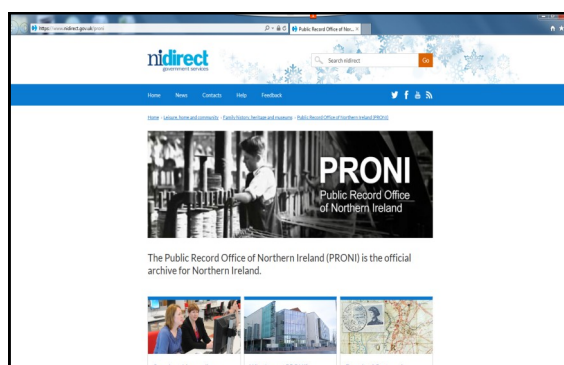 https://www.nidirect.gov.uk/proni
Public Record Office of Nor...
nidirect
government services
Search nidirect
Go
Home News Contacts Help Feedback
Home › Leisure, home and community › Family history, heritage and museums › Public Record Office of Northern Ireland (PRONI)
PRONI
Public Record Office
of Northern Ireland
The Public Record Office of Northern Ireland (PRONI) is the official
archive for Northern Ireland.